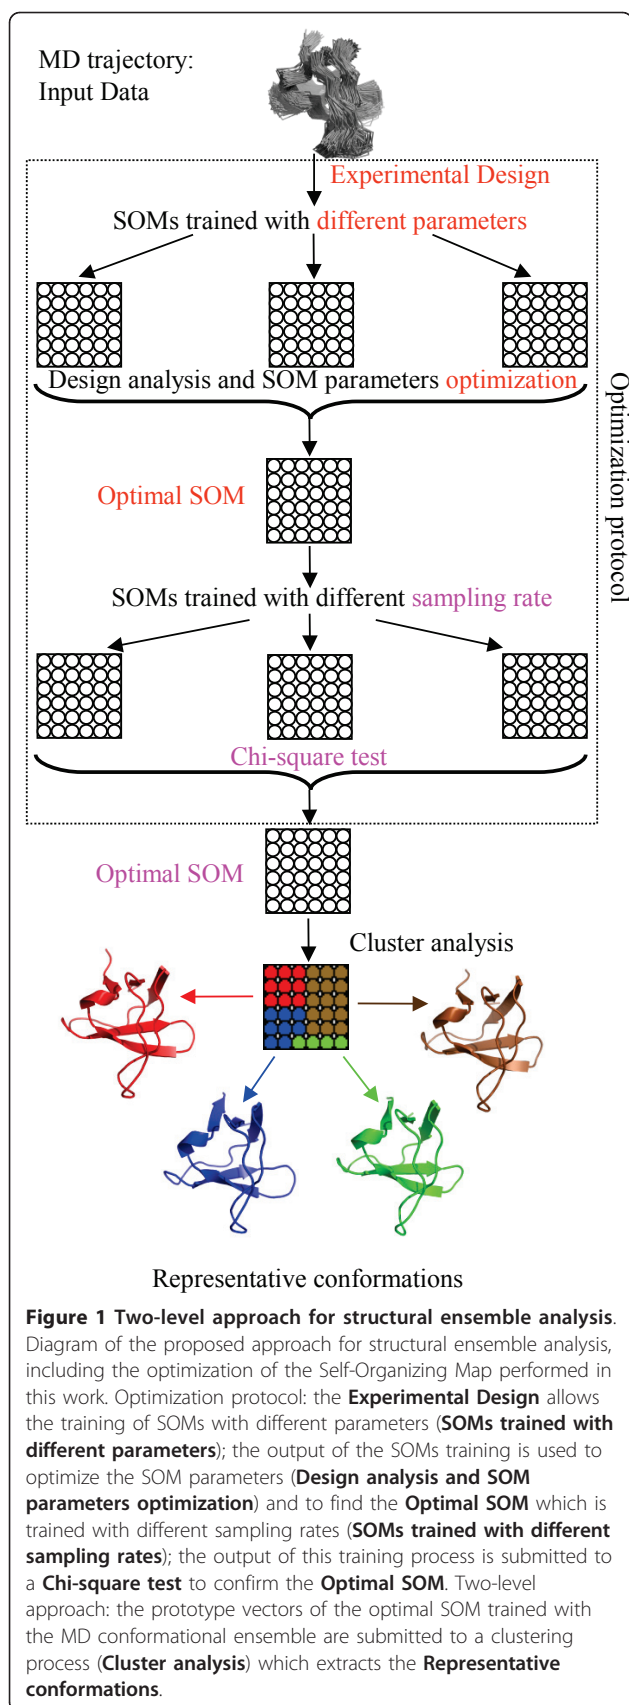 MD trajectory:
Input Data
Experimental Design
SOMs trained with different parameters
Design analysis and SOM parameters optimization
Optimal SOM
SOMs trained with different sampling rate
Chi-square test
Optimization protocol
Optimal SOM
Cluster analysis
Representative conformations
Figure 1 Two-level approach for structural ensemble analysis.
Diagram of the proposed approach for structural ensemble analysis,
including the optimization of the Self-Organizing Map performed in
this work. Optimization protocol: the Experimental Design allows
the training of SOMs with different parameters (SOMs trained with
different parameters); the output of the SOMs training is used to
optimize the SOM parameters (Design analysis and SOM
parameters optimization) and to find the Optimal SOM which is
trained with different sampling rates (SOMs trained with different
sampling rates); the output of this training process is submitted to
a Chi-square test to confirm the Optimal SOM. Two-level
approach: the prototype vectors of the optimal SOM trained with
the MD conformational ensemble are submitted to a clustering
process (Cluster analysis) which extracts the Representative
conformations.